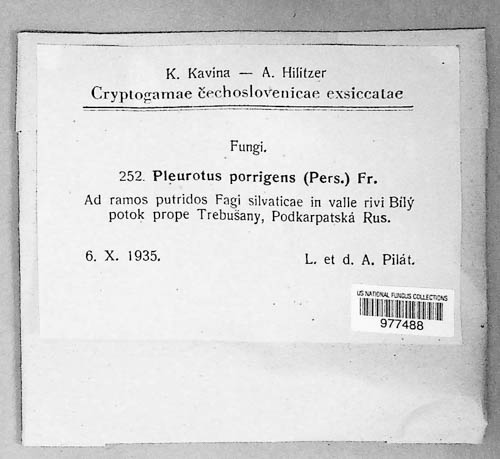 K. Kavina — A. Hilitzer
Cryptogamae čechoslovenicae exsiccatae
Fungi.
252. Pleurotus porrigens (Pers.) Fr.
Ad ramos putridos Fagi silvaticae in valle rivi Bílý
potok prope Trebušany, Podkarpatská Rus.
6. X. 1935. L. et d. A. Pilát.
US NATIONAL FUNGUS COLLECTIONS
977488